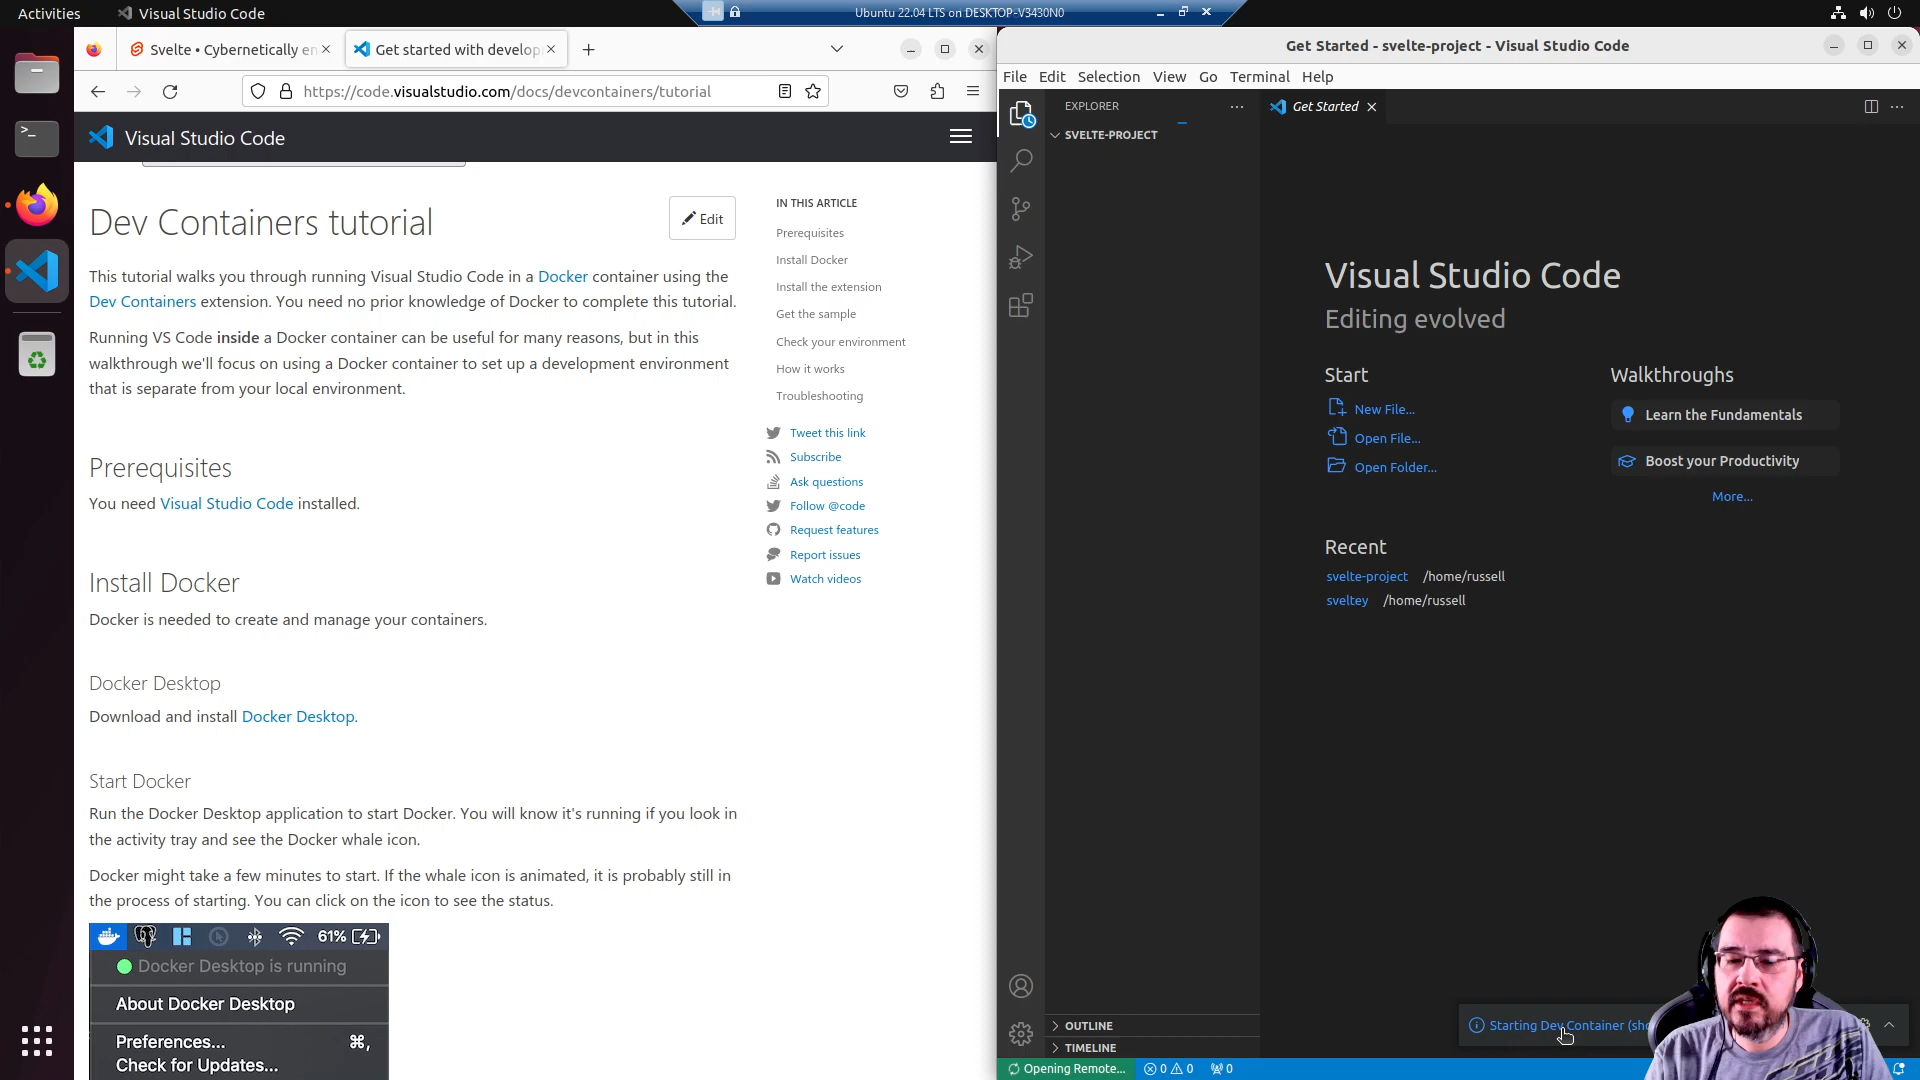 Activities
Visual Studio Code
Ubuntu 22.04 LTS on DESKTOP-V3430N0
Svelte • Cybernetically en
Get started with develop
https://code.visualstudio.com/docs/devcontainers/tutorial
Visual Studio Code
Dev Containers tutorial
Edit
This tutorial walks you through running Visual Studio Code in a Docker container using the
Dev Containers extension. You need no prior knowledge of Docker to complete this tutorial.
Running VS Code inside a Docker container can be useful for many reasons, but in this
walkthrough we'll focus on using a Docker container to set up a development environment
that is separate from your local environment.
Prerequisites
You need Visual Studio Code installed.
Install Docker
Docker is needed to create and manage your containers.
Docker Desktop
Download and install Docker Desktop.
Start Docker
Run the Docker Desktop application to start Docker. You will know it's running if you look in
the activity tray and see the Docker whale icon.
Docker might take a few minutes to start. If the whale icon is animated, it is probably still in
the process of starting. You can click on the icon to see the status.
61%
Docker Desktop is running
About Docker Desktop
Preferences... ⌘,
Check for Updates...
IN THIS ARTICLE
Prerequisites
Install Docker
Install the extension
Get the sample
Check your environment
How it works
Troubleshooting
Tweet this link
Subscribe
Ask questions
Follow @code
Request features
Report issues
Watch videos
Get Started - svelte-project - Visual Studio Code
File Edit Selection View Go Terminal Help
EXPLORER
SVELTE-PROJECT
OUTLINE
TIMELINE
Get Started
Visual Studio Code
Editing evolved
Start
New File...
Open File...
Open Folder...
Walkthroughs
Learn the Fundamentals
Boost your Productivity
More...
Recent
svelte-project /home/russell
sveltey /home/russell
Starting Dev Container (sho
Opening Remote...
0 0 0